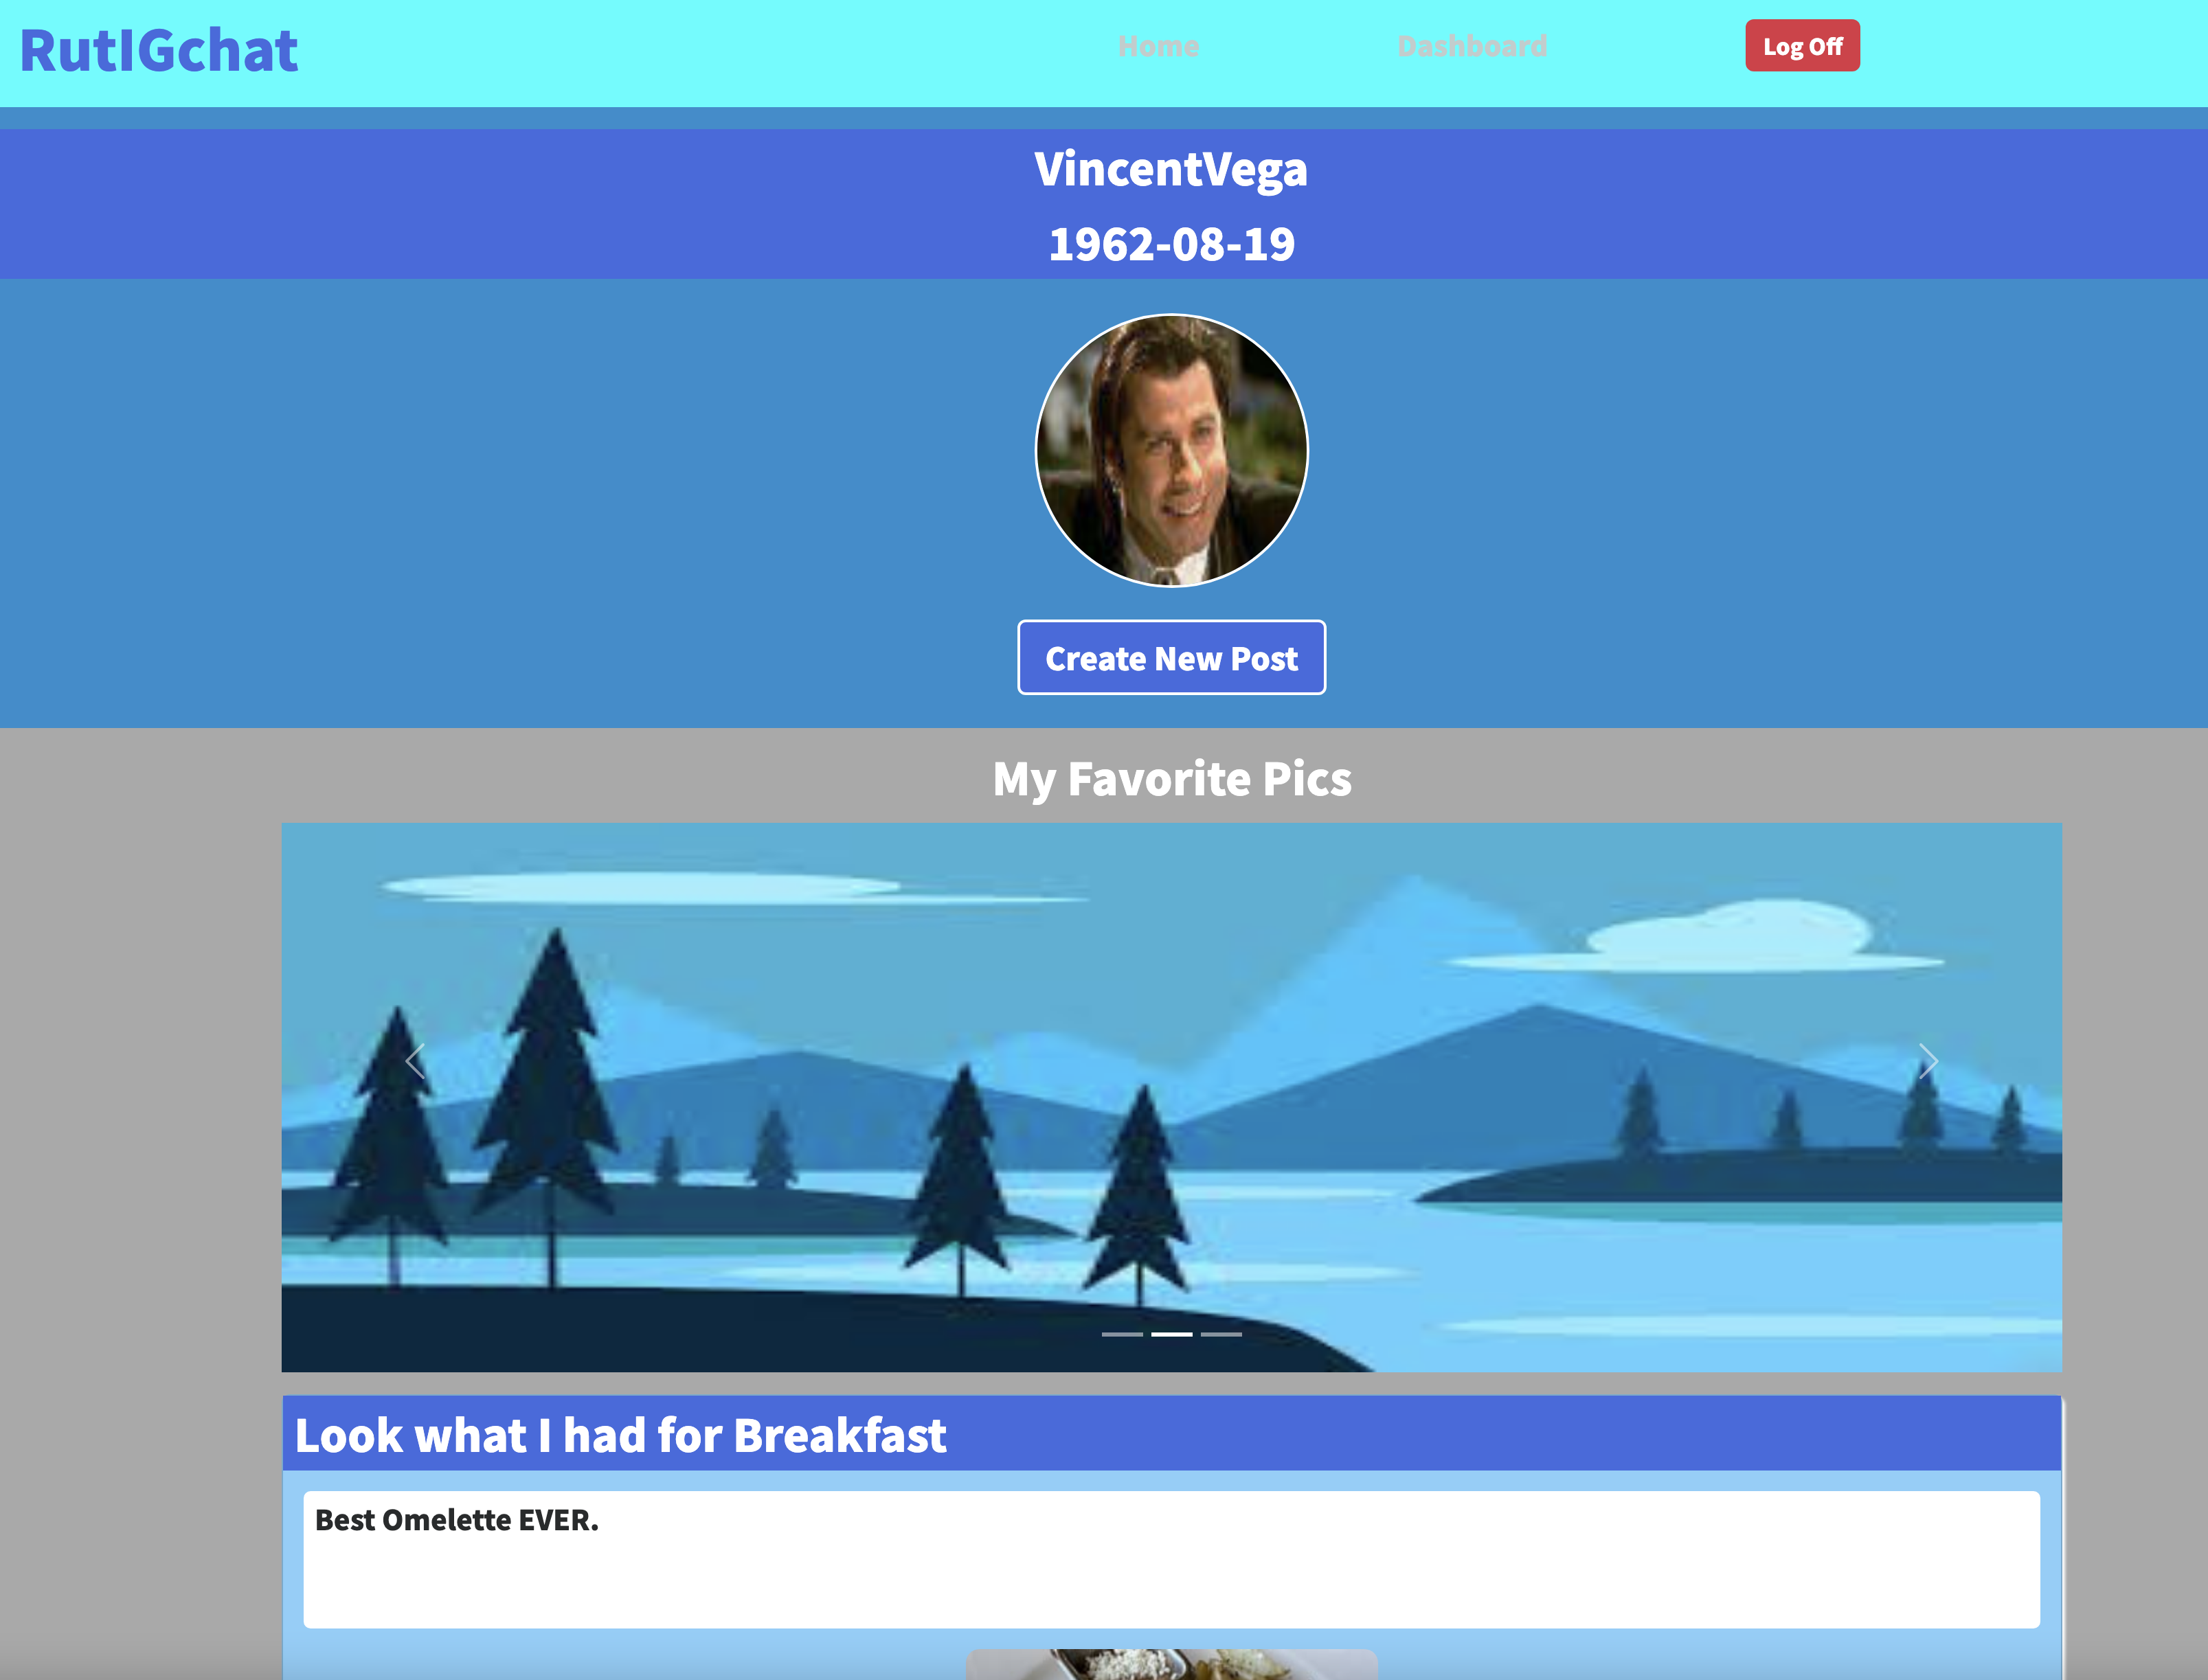 RutIGchat
Home
Dashboard
Log Off
VincentVega
1962-08-19
Create New Post
My Favorite Pics
Look what I had for Breakfast
Best Omelette EVER.